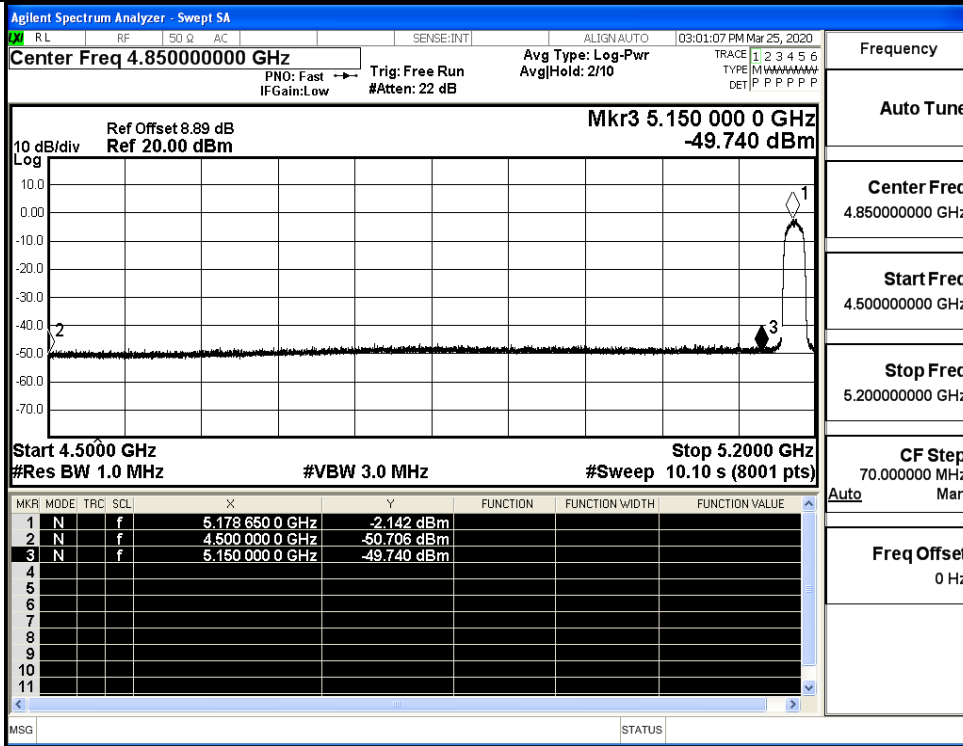 Agilent Spectrum Analyzer - Swept SA
LXI RL RF 50 Ω AC SENSE:INT ALIGN AUTO 03:01:07 PM Mar 25, 2020
Center Freq 4.850000000 GHz
PNO: Fast
IFGain:Low
Trig: Free Run
#Atten: 22 dB
Avg Type: Log-Pwr
Avg|Hold: 2/10
TRACE 1 2 3 4 5 6
TYPE M WWWWW
DET P P P P P P
Mkr3 5.150 000 0 GHz
-49.740 dBm
Ref Offset 8.89 dB
10 dB/div Ref 20.00 dBm
Log
10.0
0.00
-10.0
-20.0
-30.0
-40.0
-50.0
-60.0
-70.0
1
2
3
Start 4.5000 GHz Stop 5.2000 GHz
#Res BW 1.0 MHz #VBW 3.0 MHz #Sweep 10.10 s (8001 pts)
MKR MODE TRC SCL X Y FUNCTION FUNCTION WIDTH FUNCTION VALUE
1 N f 5.178 650 0 GHz -2.142 dBm
2 N f 4.500 000 0 GHz -50.706 dBm
3 N f 5.150 000 0 GHz -49.740 dBm
4
5
6
7
8
9
10
11
MSG STATUS
Frequency
Auto Tune
Center Freq
4.850000000 GHz
Start Freq
4.500000000 GHz
Stop Freq
5.200000000 GHz
CF Step
70.000000 MHz
Auto Man
Freq Offset
0 Hz